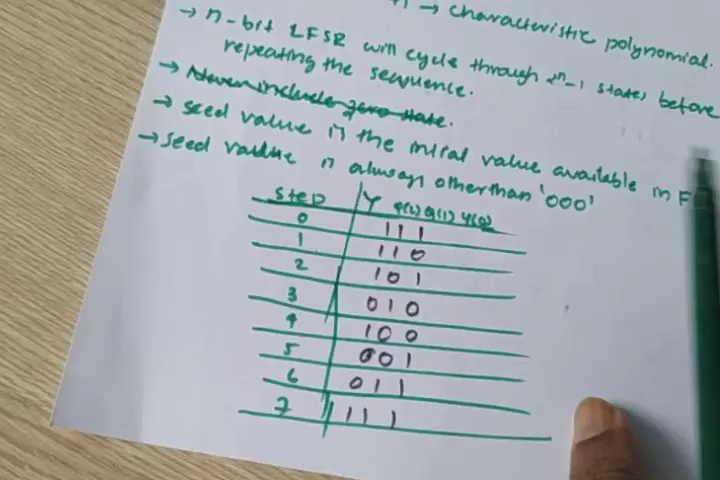 → characteristic polynomial.
→ n-bit LFSR will cycle through 2ⁿ-1 states before
repeating the sequence.
→ Never include zero state.
→ seed value is the initial value available in F
→ seed value is always other than '000'
step Y q(2) q(1) q(0)
0 1 1 1
1 1 1 0
2 1 0 1
3 0 1 0
4 1 0 0
5 0 0 1
6 0 1 1
7 1 1 1